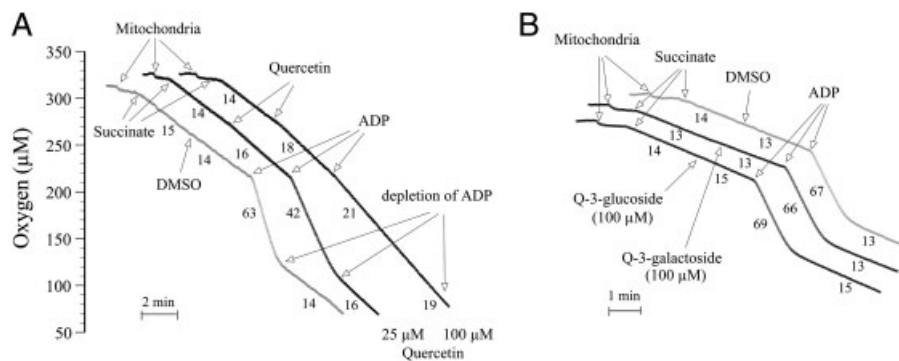 A
Oxygen (µM)
350
300
250
200
150
100
50
Mitochondria
Quercetin
Succinate
DMSO
ADP
depletion of ADP
15
14
14
16
14
18
63
42
21
14
16
19
2 min
25 µM
100 µM
Quercetin
B
Mitochondria
Succinate
DMSO
ADP
14
13
14
13
13
15
Q-3-glucoside
(100 µM)
Q-3-galactoside
(100 µM)
69
66
67
13
13
15
1 min